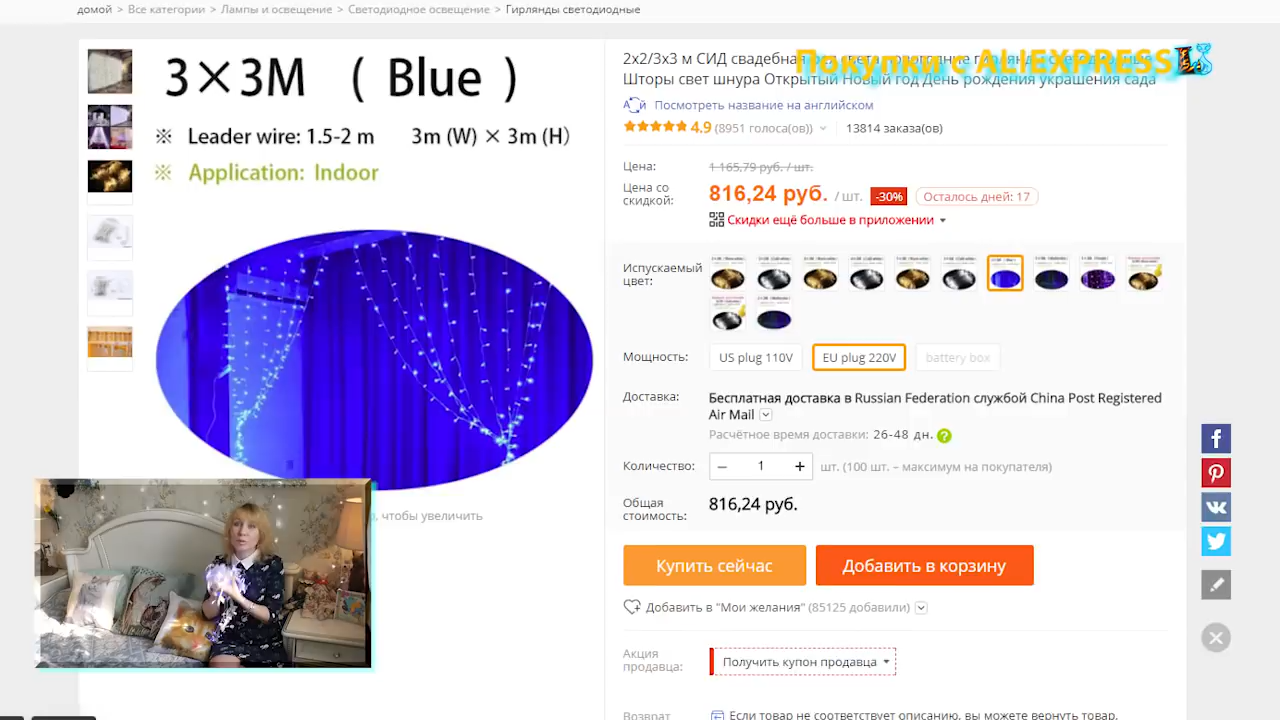 домой > Все категории > Лампы и освещение > Светодиодное освещение > Гирлянды светодиодные
3×3M ( Blue )
※ Leader wire: 1.5-2 m 3m (W) × 3m (H)
※ Application: Indoor
, чтобы увеличить
Покупки с ALIEXPRESS
2x2/3x3 м СИД свадебная
Шторы свет шнура Открытый Новый год День рождения украшения сада
Посмотреть название на английском
4.9 (8951 голоса(ов)) 13814 заказа(ов)
Цена: 1 165,79 руб. / шт.
Цена со скидкой: 816,24 руб. / шт. -30% Осталось дней: 17
Скидки ещё больше в приложении
Испускаемый цвет:
Мощность: US plug 110V EU plug 220V battery box
Доставка: Бесплатная доставка в Russian Federation службой China Post Registered
Air Mail
Расчётное время доставки: 26-48 дн.
Количество: − 1 + шт. (100 шт. – максимум на покупателя)
Общая стоимость: 816,24 руб.
Купить сейчас Добавить в корзину
Добавить в "Мои желания" (85125 добавили)
Акция продавца: Получить купон продавца
Возврат Если товар не соответствует описанию, вы можете вернуть товар,